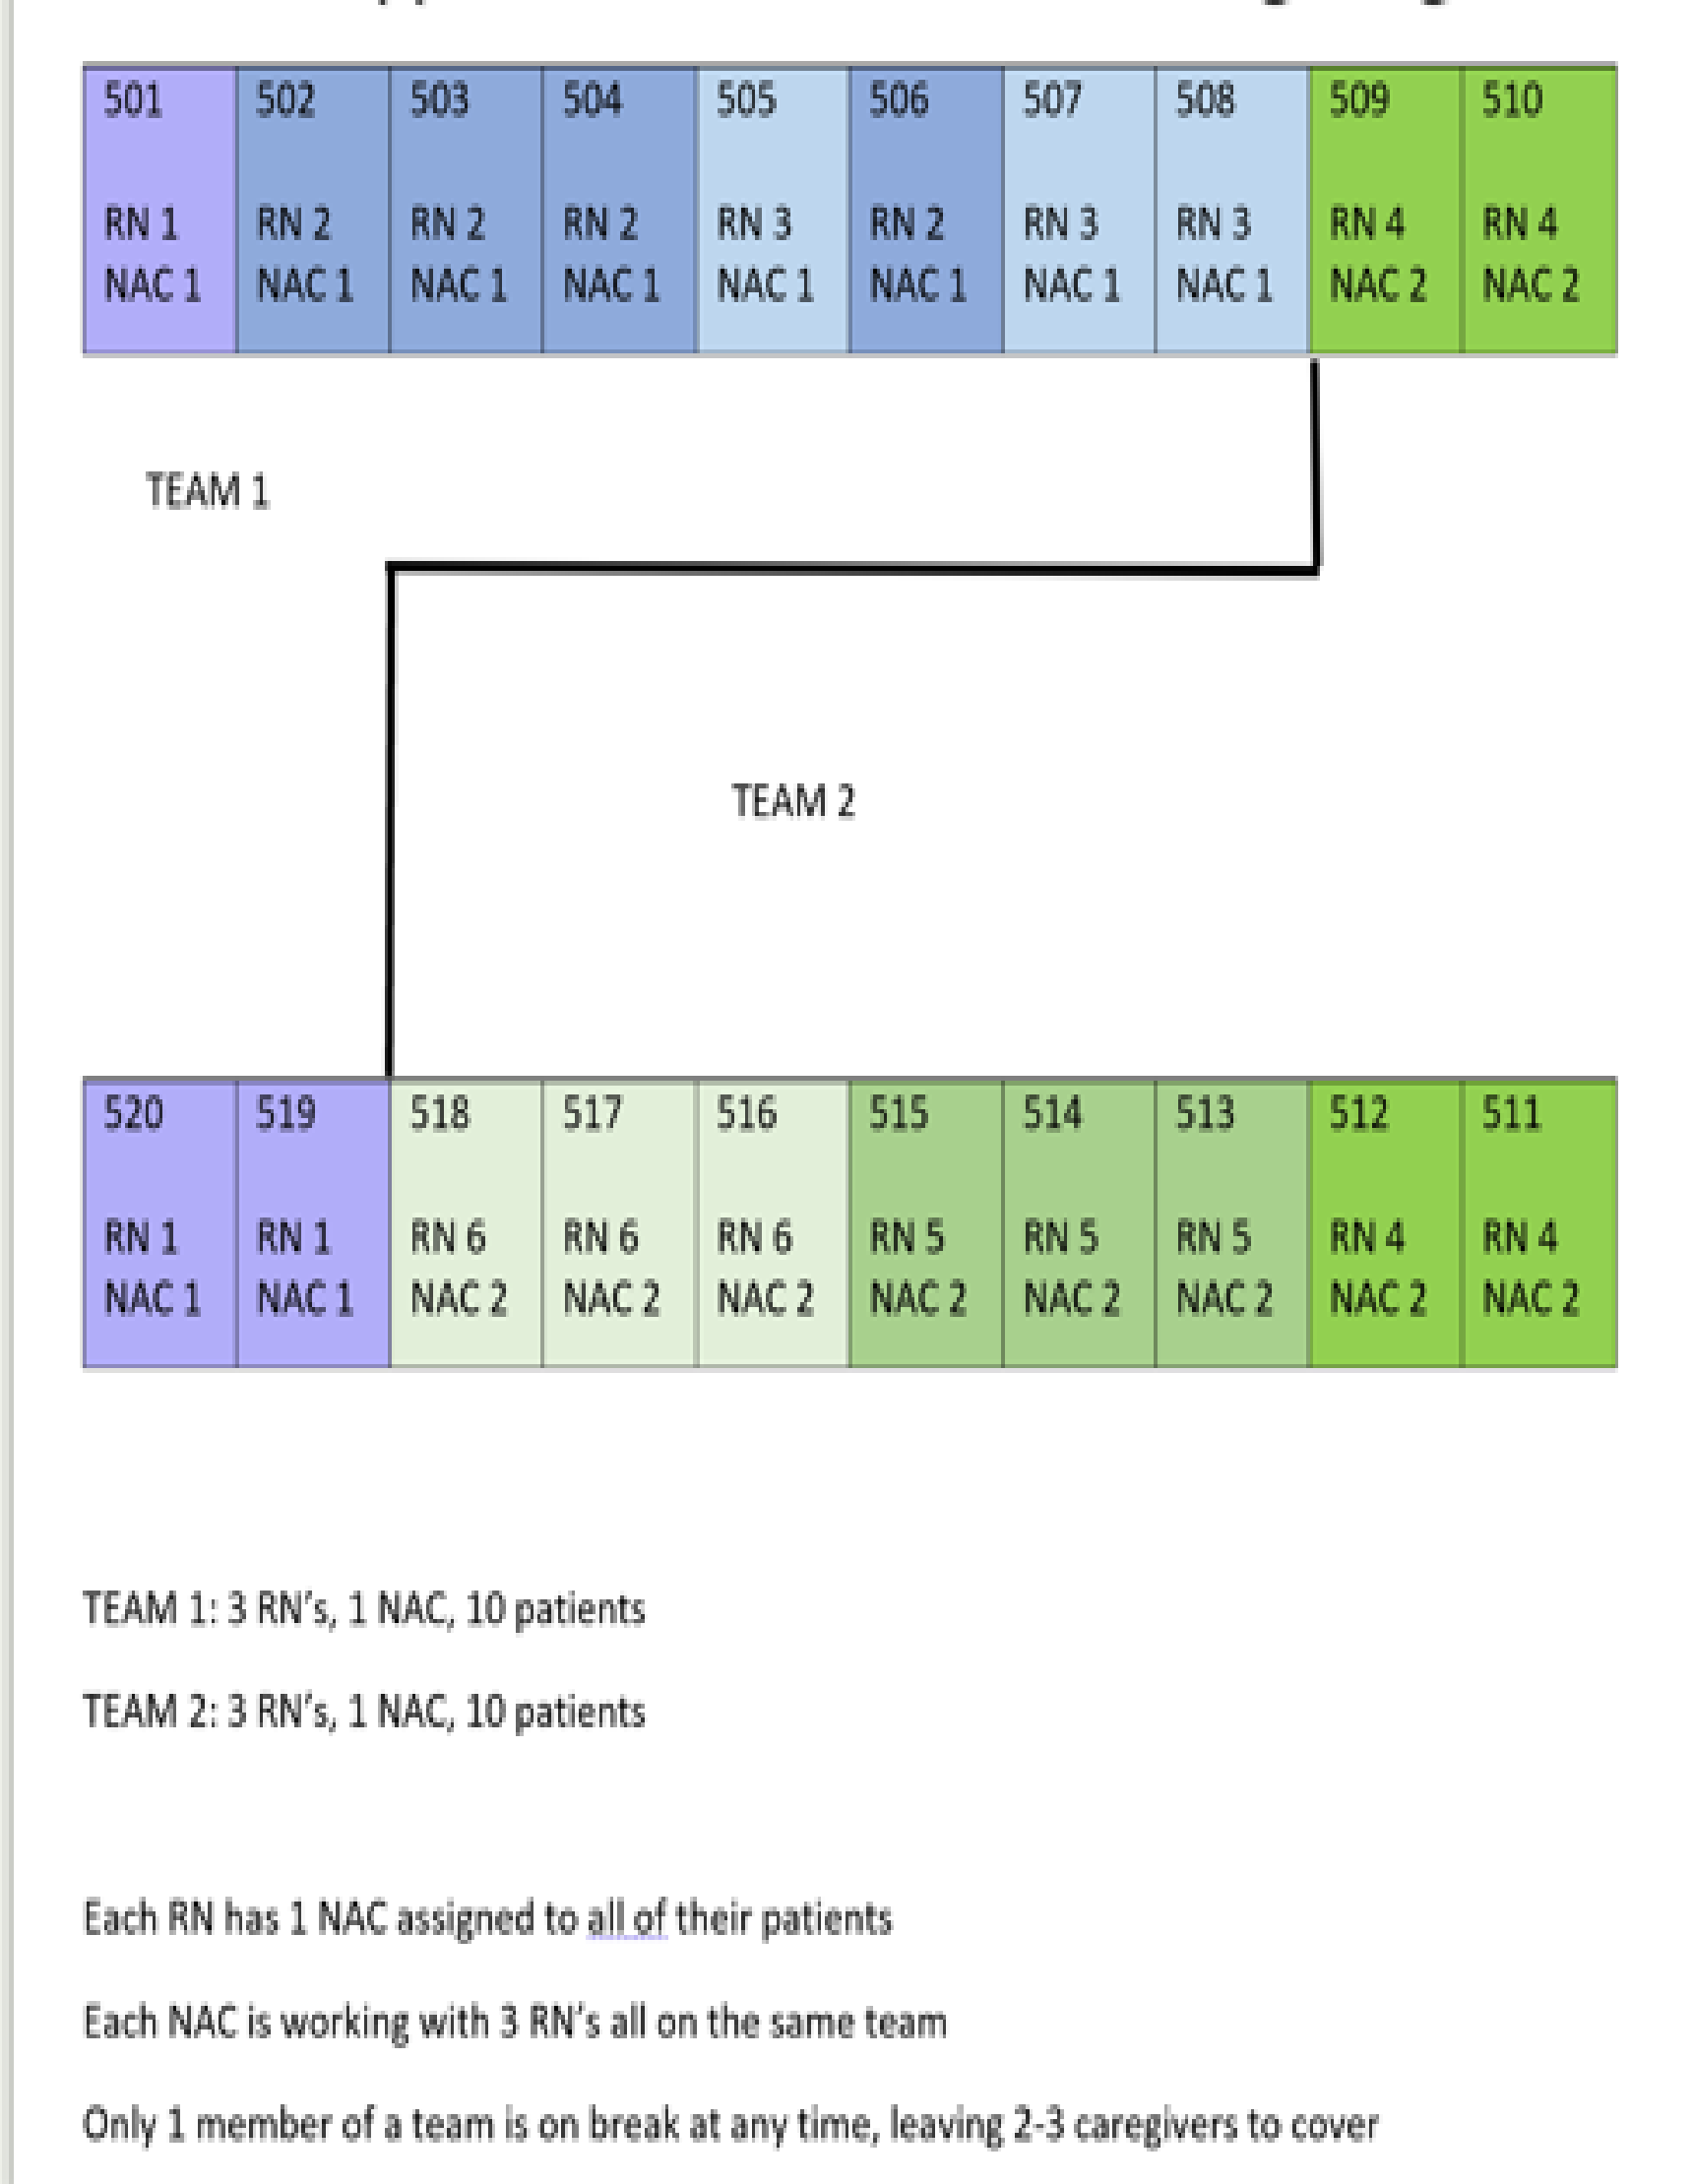 501 502 503 504 505 506 507 508 509 510
RN 1 RN 2 RN 2 RN 2 RN 3 RN 2 RN 3 RN 3 RN 4 RN 4
NAC 1 NAC 1 NAC 1 NAC 1 NAC 1 NAC 1 NAC 1 NAC 1 NAC 2 NAC 2
TEAM 1
TEAM 2
520 519 518 517 516 515 514 513 512 511
RN 1 RN 1 RN 6 RN 6 RN 6 RN 5 RN 5 RN 5 RN 4 RN 4
NAC 1 NAC 1 NAC 2 NAC 2 NAC 2 NAC 2 NAC 2 NAC 2 NAC 2 NAC 2
TEAM 1: 3 RN’s, 1 NAC, 10 patients
TEAM 2: 3 RN’s, 1 NAC, 10 patients
Each RN has 1 NAC assigned to all of their patients
Each NAC is working with 3 RN’s all on the same team
Only 1 member of a team is on break at any time, leaving 2-3 caregivers to cover